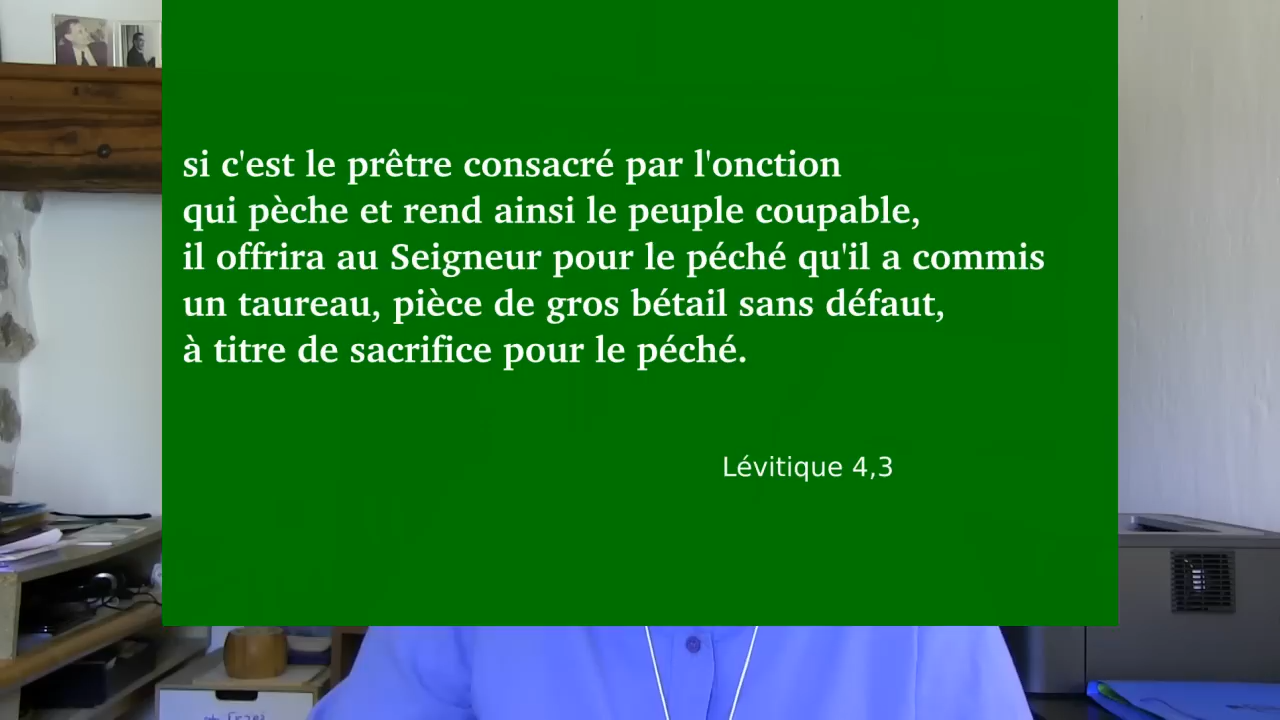 si c'est le prêtre consacré par l'onction
qui pèche et rend ainsi le peuple coupable,
il offrira au Seigneur pour le péché qu'il a commis
un taureau, pièce de gros bétail sans défaut,
à titre de sacrifice pour le péché.
Lévitique 4,3